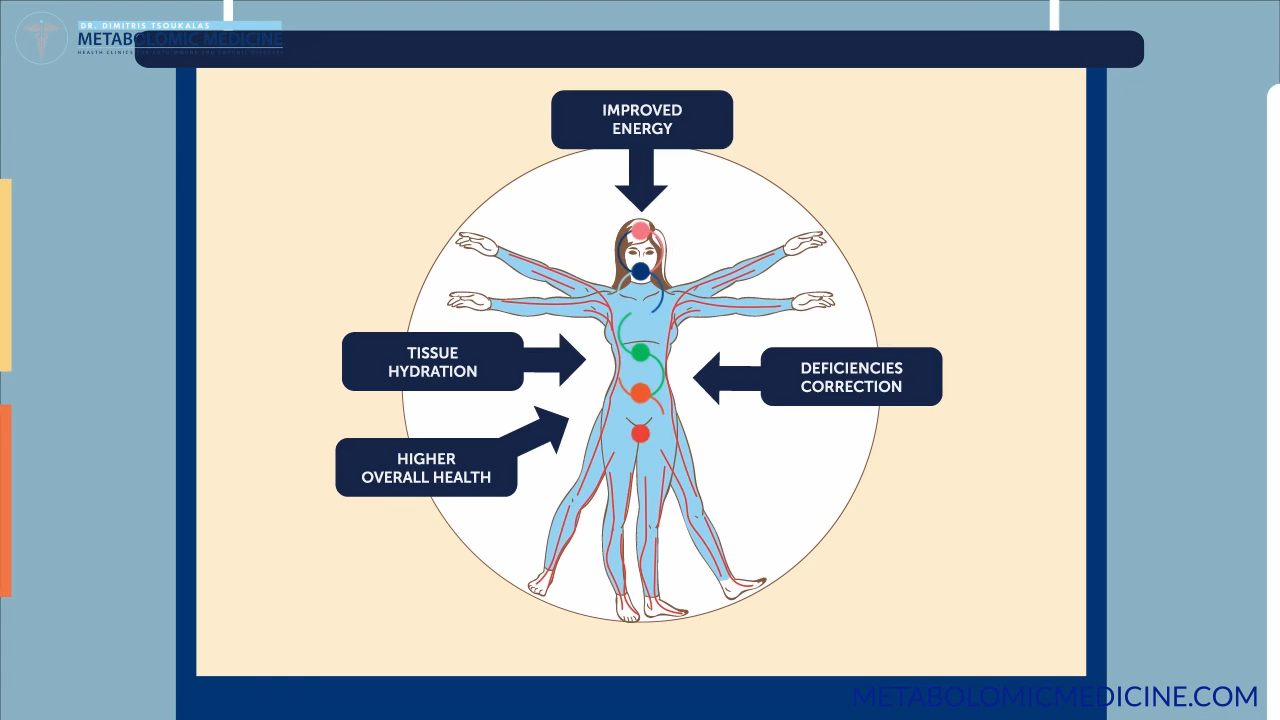 DR. DIMITRIS TSOUKALAS
METABOLOMIC MEDICINE
IMPROVED
ENERGY
TISSUE
HYDRATION
DEFICIENCIES
CORRECTION
HIGHER
OVERALL HEALTH
METABOLOMICMEDICINE.COM